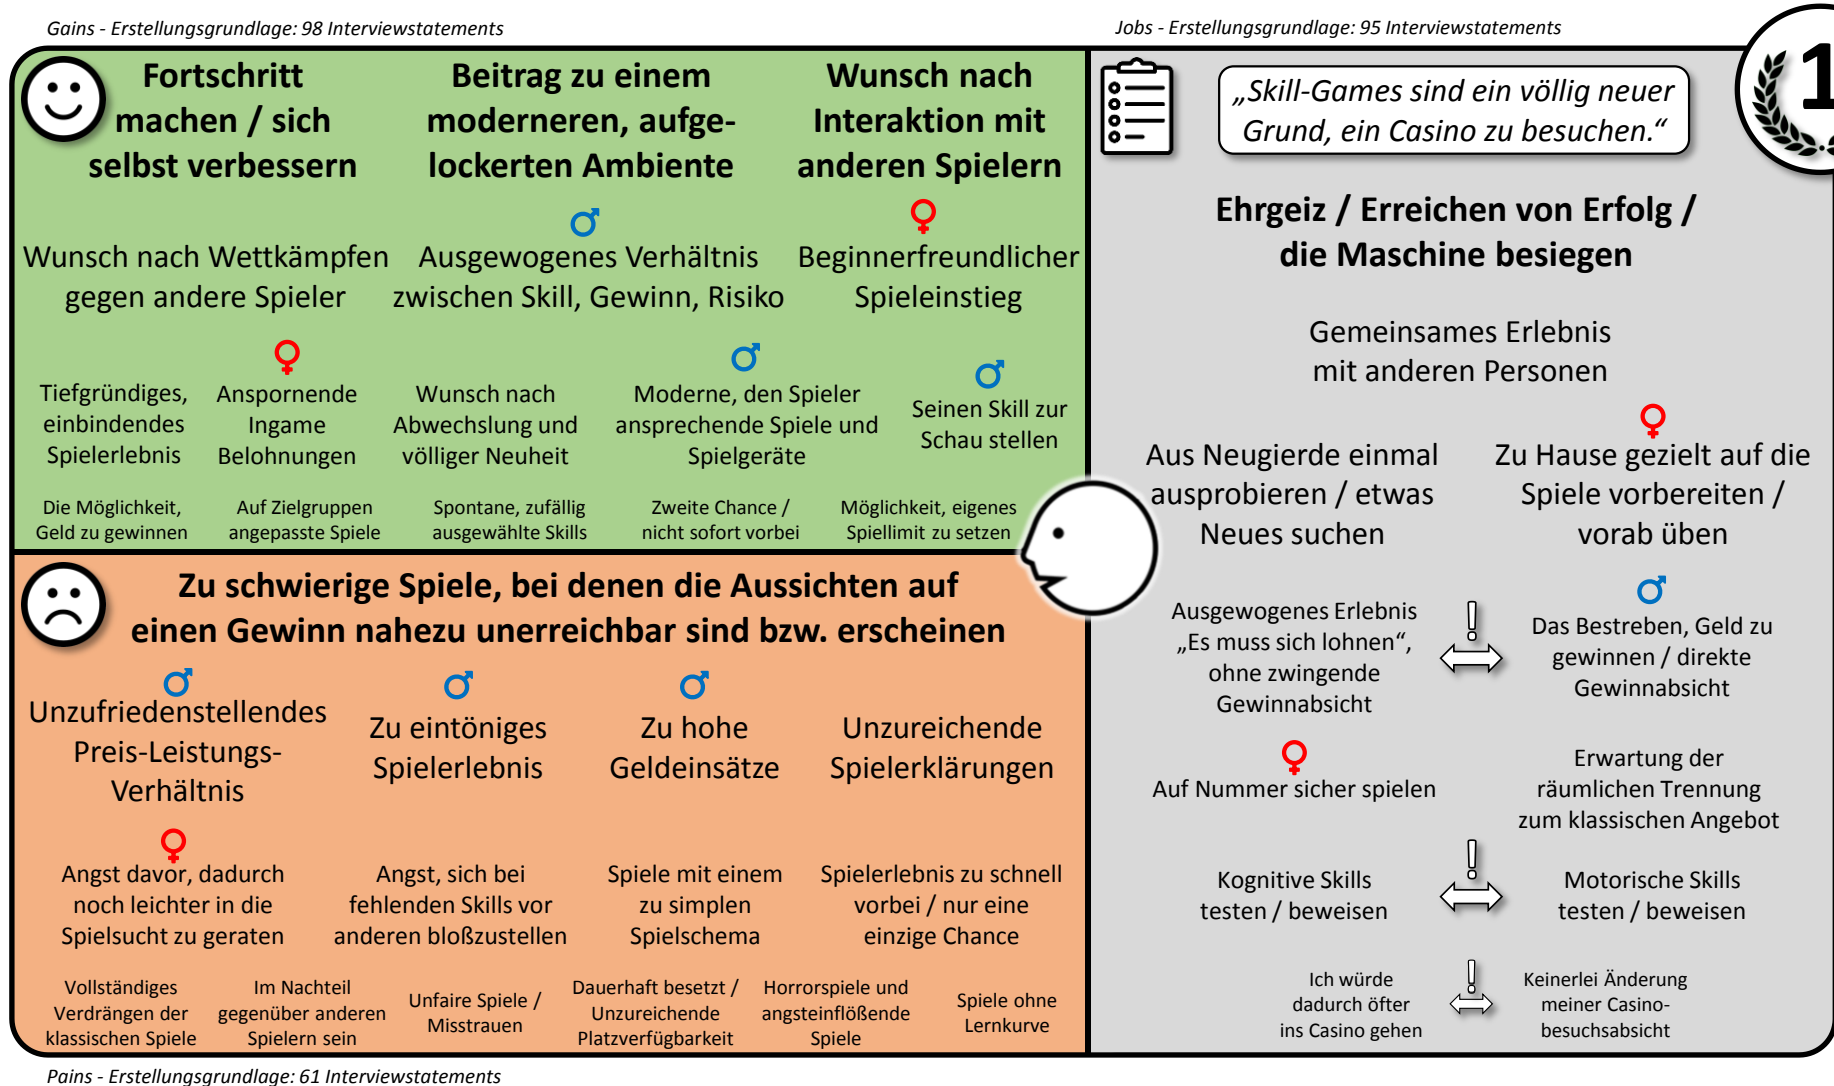 Gains - Erstellungsgrundlage: 98 Interviewstatements
Fortschritt
machen / sich
selbst verbessern
Beitrag zu einem
moderneren, aufge-
lockerten Ambiente
Wunsch nach
Interaktion mit
anderen Spielern
Wunsch nach Wettkämpfen
gegen andere Spieler
Ausgewogenes Verhältnis
zwischen Skill, Gewinn, Risiko
Beginnerfreundlicher
Spieleinstieg
Tiefgründiges,
einbindendes
Spielerlebnis
Anspornende
Ingame
Belohnungen
Wunsch nach
Abwechslung und
völliger Neuheit
Moderne, den Spieler
ansprechende Spiele und
Spielgeräte
Seinen Skill zur
Schau stellen
Die Möglichkeit,
Geld zu gewinnen
Auf Zielgruppen
angepasste Spiele
Spontane, zufällig
ausgewählte Skills
Zweite Chance /
nicht sofort vorbei
Möglichkeit, eigenes
Spiellimit zu setzen
Zu schwierige Spiele, bei denen die Aussichten auf
einen Gewinn nahezu unerreichbar sind bzw. erscheinen
Unzufriedenstellendes
Preis-Leistungs-
Verhältnis
Zu eintöniges
Spielerlebnis
Zu hohe
Geldeinsätze
Unzureichende
Spielerklärungen
Angst davor, dadurch
noch leichter in die
Spielsucht zu geraten
Angst, sich bei
fehlenden Skills vor
anderen bloßzustellen
Spiele mit einem
zu simplen
Spielschema
Spielerlebnis zu schnell
vorbei / nur eine
einzige Chance
Vollständiges
Verdrängen der
klassischen Spiele
Im Nachteil
gegenüber anderen
Spielern sein
Unfaire Spiele /
Misstrauen
Dauerhaft besetzt /
Unzureichende
Platzverfügbarkeit
Horrorspiele und
angsteinflößende
Spiele
Spiele ohne
Lernkurve
Pains - Erstellungsgrundlage: 61 Interviewstatements
Jobs - Erstellungsgrundlage: 95 Interviewstatements
„Skill-Games sind ein völlig neuer
Grund, ein Casino zu besuchen.“
1
Ehrgeiz / Erreichen von Erfolg /
die Maschine besiegen
Gemeinsames Erlebnis
mit anderen Personen
Aus Neugierde einmal
ausprobieren / etwas
Neues suchen
Zu Hause gezielt auf die
Spiele vorbereiten /
vorab üben
Ausgewogenes Erlebnis
„Es muss sich lohnen“,
ohne zwingende
Gewinnabsicht
!
Das Bestreben, Geld zu
gewinnen / direkte
Gewinnabsicht
Auf Nummer sicher spielen
Erwartung der
räumlichen Trennung
zum klassischen Angebot
Kognitive Skills
testen / beweisen
!
Motorische Skills
testen / beweisen
Ich würde
dadurch öfter
ins Casino gehen
!
Keinerlei Änderung
meiner Casino-
besuchsabsicht